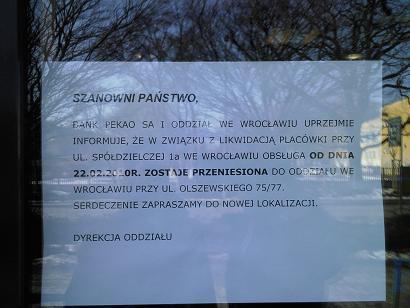 SZANOWNI PAŃSTWO,
BANK PEKAO SA I ODDZIAŁ WE WROCŁAWIU UPRZEJMIE
INFORMUJE, ŻE W ZWIĄZKU Z LIKWIDACJĄ PLACÓWKI PRZY
UL. SPÓŁDZIELCZEJ 1a WE WROCŁAWIU OBSŁUGA OD DNIA
22.02.2010R. ZOSTAJE PRZENIESIONA DO ODDZIAŁU WE
WROCŁAWIU PRZY UL. OLSZEWSKIEGO 75/77.
SERDECZENIE ZAPRASZAMY DO NOWEJ LOKALIZACJI.
DYREKCJA ODDZIAŁU